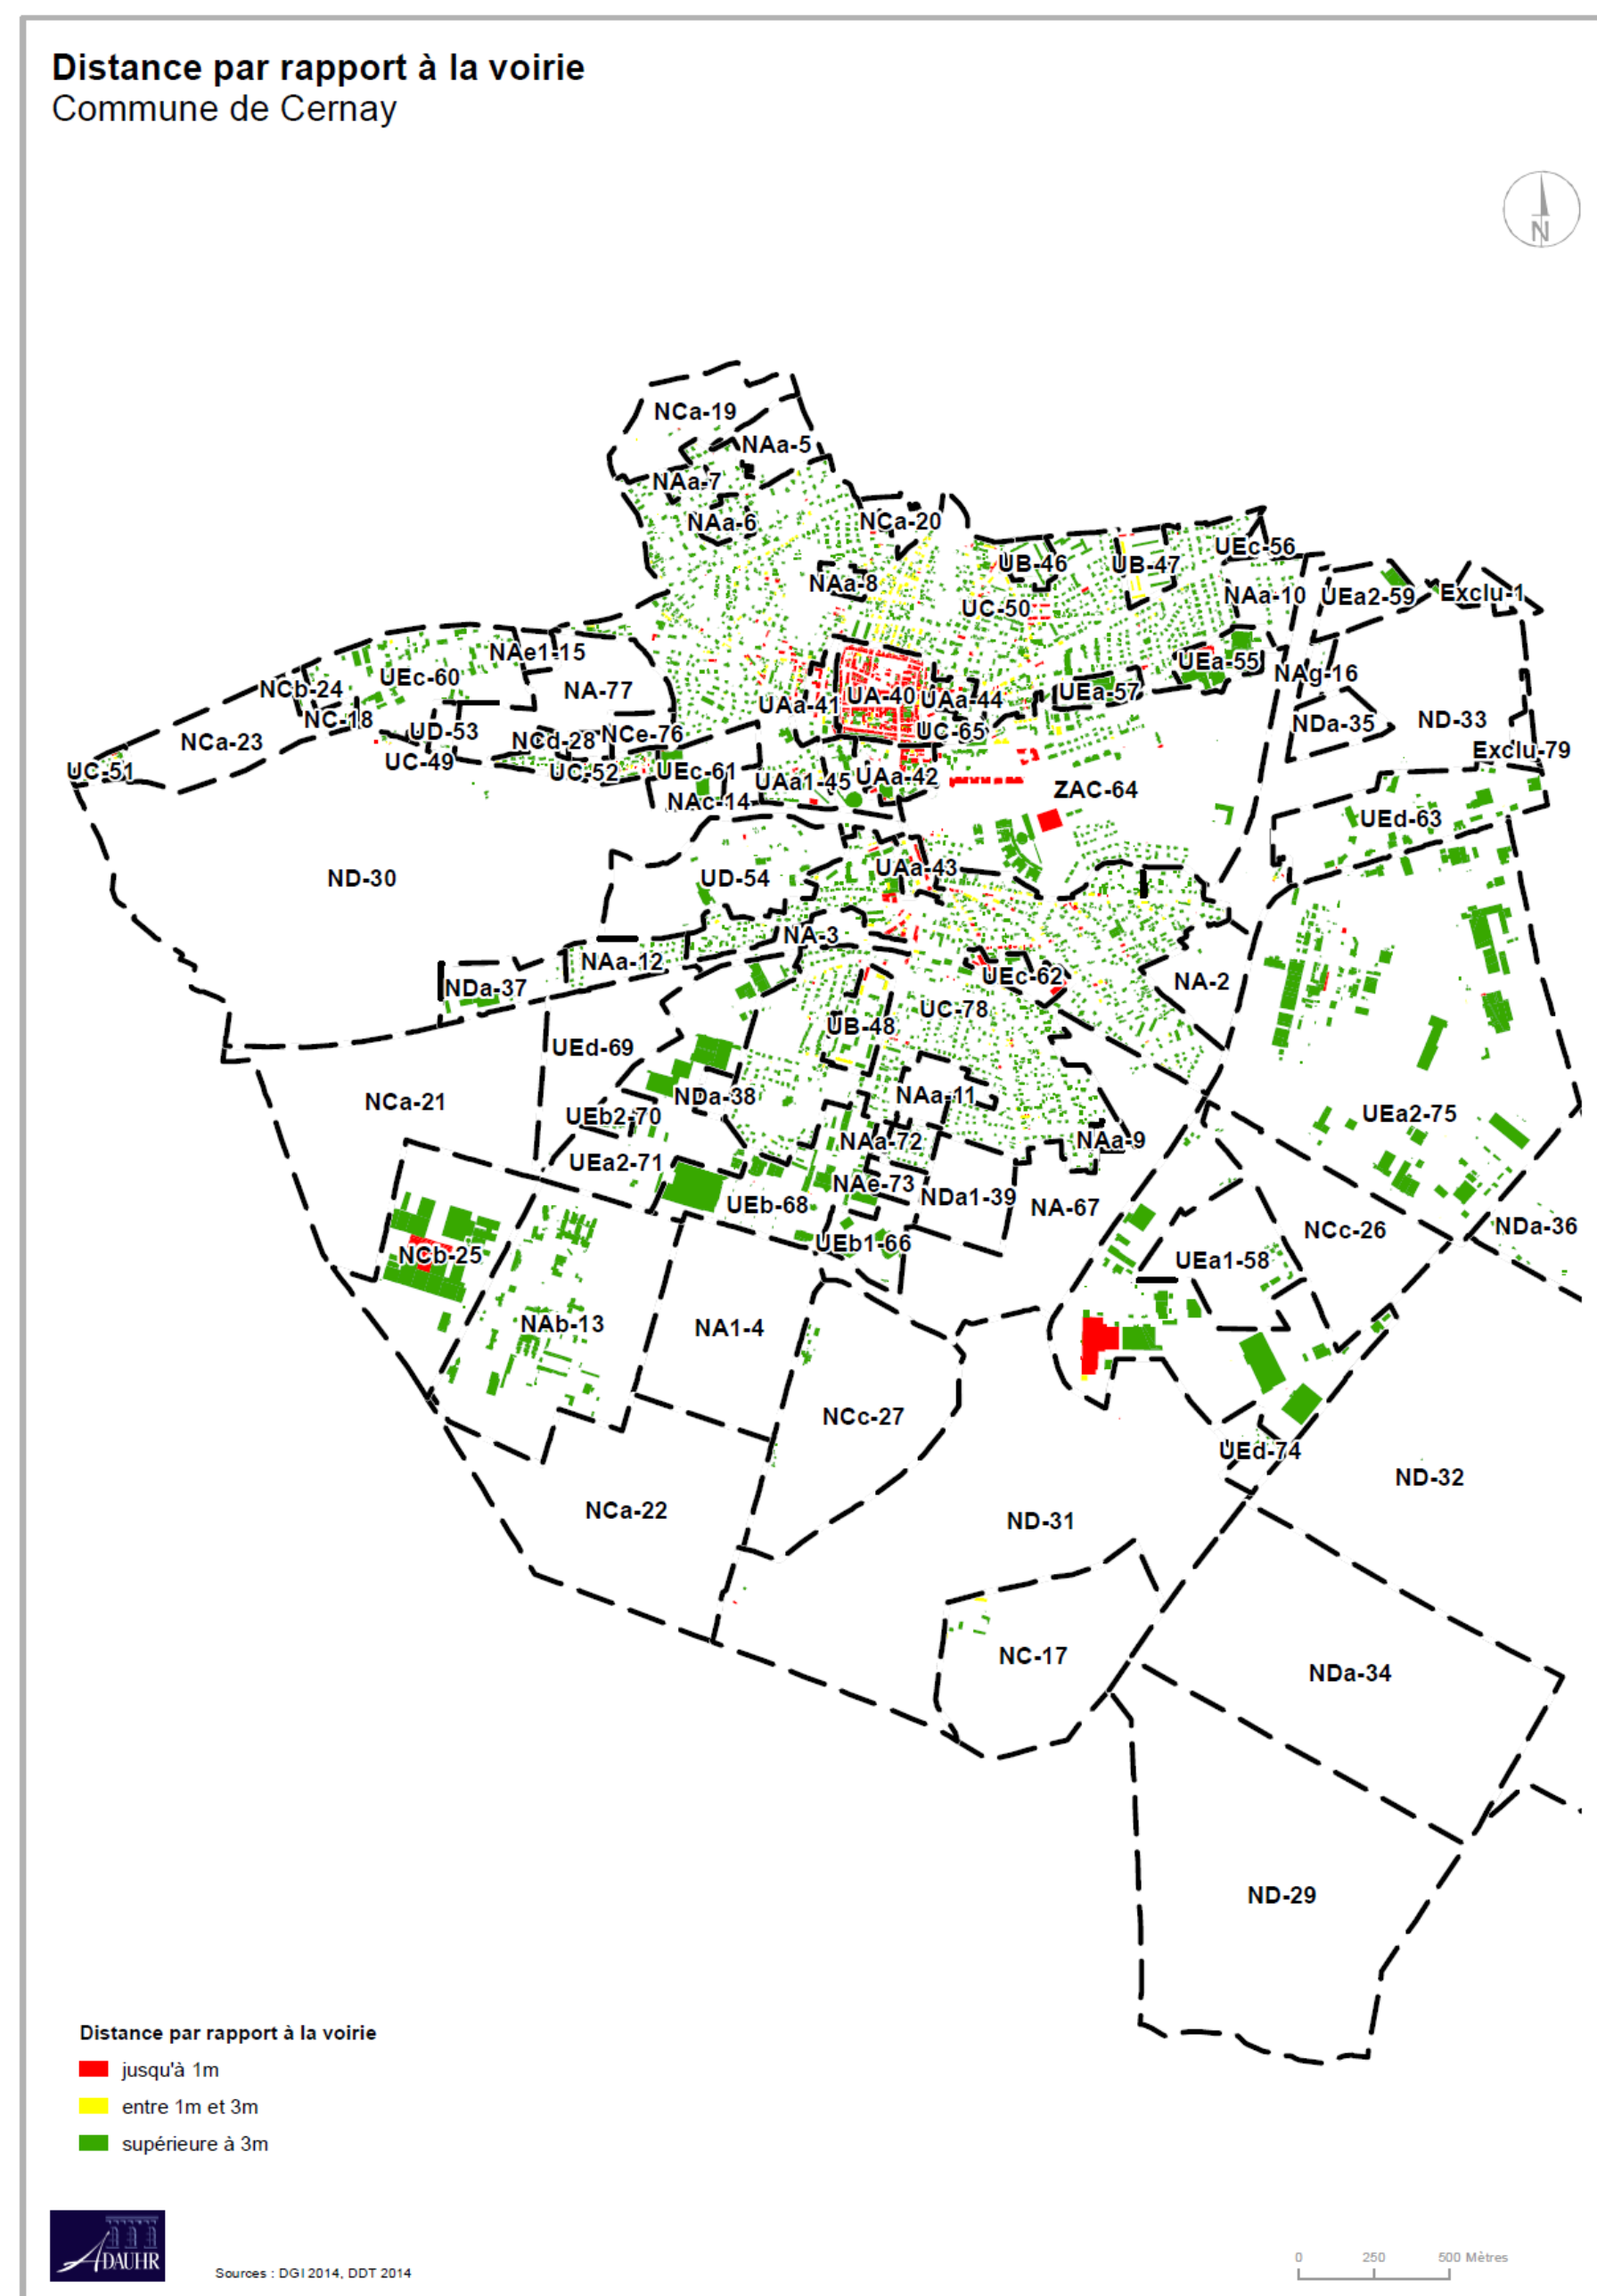 Distance par rapport à la voirie
Commune de Cernay
N
NCa-19
NAa-5
NAa-7
NAa-6
NCa-20
UEc-56
UB-46
UB-47
NAa-8
NAa-10
UEa2-59
Exclu-1
UC-50
NAe1-15
UEa-55
NAg-16
UEc-60
NCb-24
NA-77
UEa-57
UA-40
UAa-44
UAa-41
NC-18
NDa-35
ND-33
UD-53
UC-65
NCe-76
NCd-28
NCa-23
Exclu-79
UC-49
UC-51
UC-52
UEc-61
UAa-42
UAa1-45
ZAC-64
NAc-14
UEd-63
UAa-43
ND-30
UD-54
NA-3
NAa-12
UEc-62
NA-2
NDa-37
UC-78
UB-48
UEd-69
NCa-21
NDa-38
NAa-11
UEb2-70
UEa2-75
NAa-72
NAa-9
UEa2-71
NAe-73
NDa1-39
UEb-68
NA-67
NDa-36
NCc-26
UEb1-66
NCb-25
UEa1-58
NAb-13
NA1-4
NCc-27
UEd-74
ND-32
NCa-22
ND-31
NC-17
NDa-34
ND-29
Distance par rapport à la voirie
jusqu'à 1m
entre 1m et 3m
supérieure à 3m
ADAUHR
Sources : DGI 2014, DDT 2014
0 250 500 Mètres